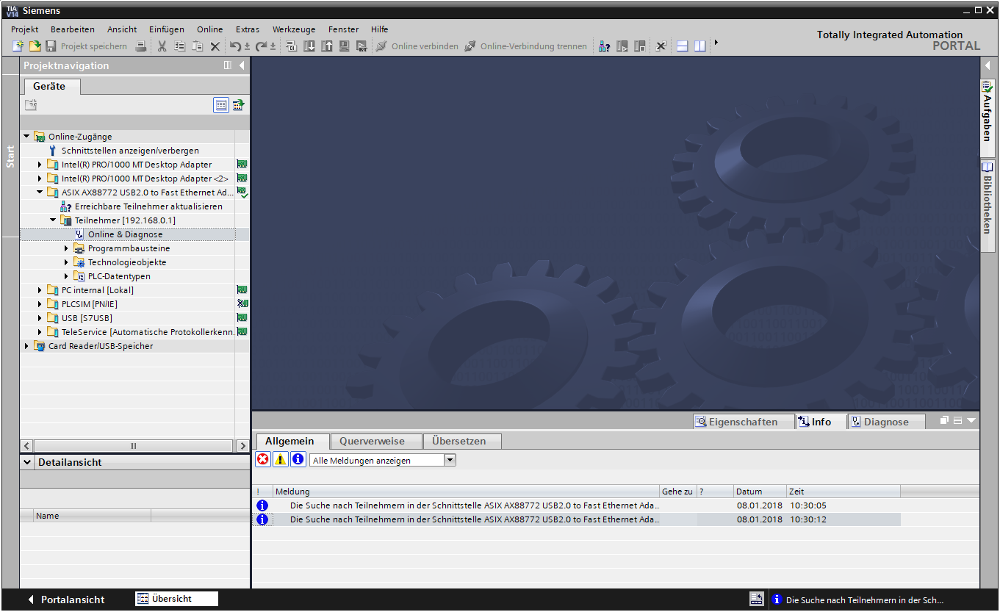 TIA V14 Siemens
Projekt Bearbeiten Ansicht Einfügen Online Extras Werkzeuge Fenster Hilfe
Totally Integrated Automation
PORTAL
Projekt speichern Online verbinden Online-Verbindung trennen
Projektnavigation
Geräte
Start
Online-Zugänge
Schnittstellen anzeigen/verbergen
Intel(R) PRO/1000 MT Desktop Adapter
Intel(R) PRO/1000 MT Desktop Adapter <2>
ASIX AX88772 USB2.0 to Fast Ethernet Ad...
Erreichbare Teilnehmer aktualisieren
Teilnehmer [192.168.0.1]
Online & Diagnose
Programmbausteine
Technologieobjekte
PLC-Datentypen
PC internal [Lokal]
PLCSIM [PN/IE]
USB [S7USB]
TeleService [Automatische Protokollerkenn.
Card Reader/USB-Speicher
Aufgaben
Bibliotheken
Detailansicht
Name
Eigenschaften Info Diagnose
Allgemein Querverweise Übersetzen
Alle Meldungen anzeigen
! Meldung Gehe zu ? Datum Zeit
Die Suche nach Teilnehmern in der Schnittstelle ASIX AX88772 USB2.0 to Fast Ethernet Ada.. 08.01.2018 10:30:05
Die Suche nach Teilnehmern in der Schnittstelle ASIX AX88772 USB2.0 to Fast Ethernet Ada.. 08.01.2018 10:30:12
Portalansicht Übersicht Die Suche nach Teilnehmern in der Sch...